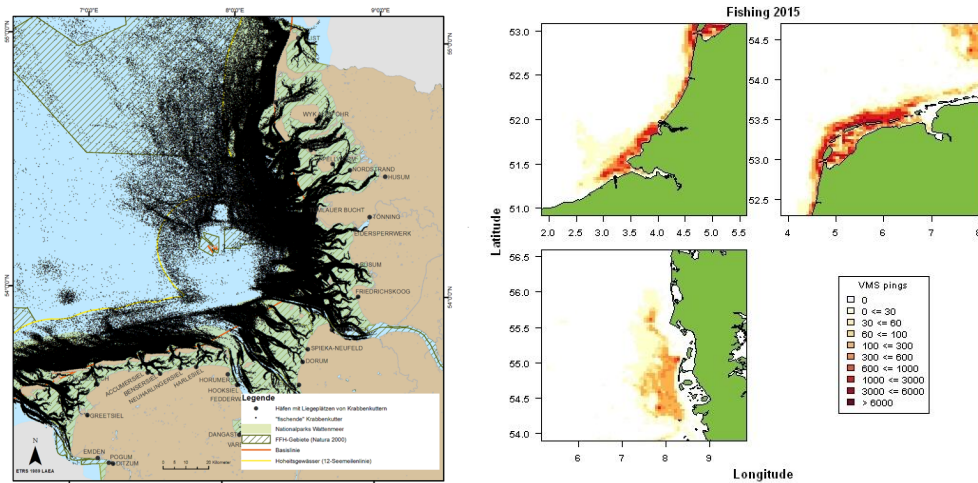 7°0'0"E
8°0'0"E
9°0'0"E
55°0'0"N
55°0'0"N
54°0'0"N
54°0'0"N
NORDSTRAND
HUSUM
TÖNNING
EIDERSPERRWERK
BÜSUM
FRIEDRICHSKOOG
SPIEKA-NEUFELD
DORUM
ACCUMERSIEL
BENSERSIEL
NEUHARLINGERSIEL
HARLESIEL
HOOKSIEL
GREETSIEL
EMDEN
POGUM
DITZUM
N
ETRS 1989 LAEA
Legende
Häfen mit Liegeplätzen von Krabbenkuttern
"fischende" Krabbenkutter
Nationalparks Wattenmeer
FFH-Gebiete (Natura 2000)
Basislinie
Hoheitsgewässer (12-Seemeilenlinie)
Fishing 2015
Latitude
53.0
52.5
52.0
51.5
51.0
2.0 2.5 3.0 3.5 4.0 4.5 5.0 5.5
54.5
54.0
53.5
53.0
52.5
4 5 6 7 8
56.5
56.0
55.5
55.0
54.5
54.0
6 7 8 9
Longitude
VMS pings
0
0 <= 30
30 <= 60
60 <= 100
100 <= 300
300 <= 600
600 <= 1000
1000 <= 3000
3000 <= 6000
> 6000